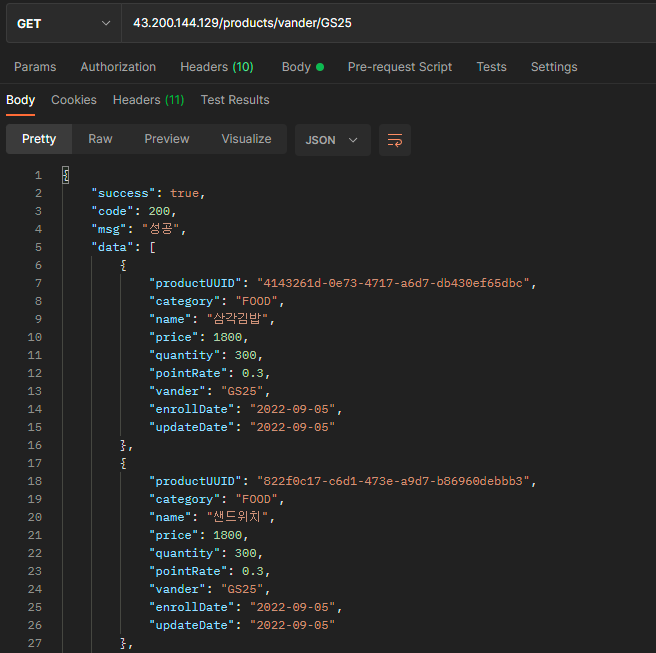 GET 43.200.144.129/products/vander/GS25
Params Authorization Headers (10) Body Pre-request Script Tests Settings
Body Cookies Headers (11) Test Results
Pretty Raw Preview Visualize JSON
1 {
2 "success": true,
3 "code": 200,
4 "msg": "성공",
5 "data": [
6 {
7 "productUUID": "4143261d-0e73-4717-a6d7-db430ef65dbc",
8 "category": "FOOD",
9 "name": "삼각김밥",
10 "price": 1800,
11 "quantity": 300,
12 "pointRate": 0.3,
13 "vander": "GS25",
14 "enrollDate": "2022-09-05",
15 "updateDate": "2022-09-05"
16 },
17 {
18 "productUUID": "822f0c17-c6d1-473e-a9d7-b86960debbb3",
19 "category": "FOOD",
20 "name": "샌드위치",
21 "price": 1800,
22 "quantity": 300,
23 "pointRate": 0.3,
24 "vander": "GS25",
25 "enrollDate": "2022-09-05",
26 "updateDate": "2022-09-05"
27 },